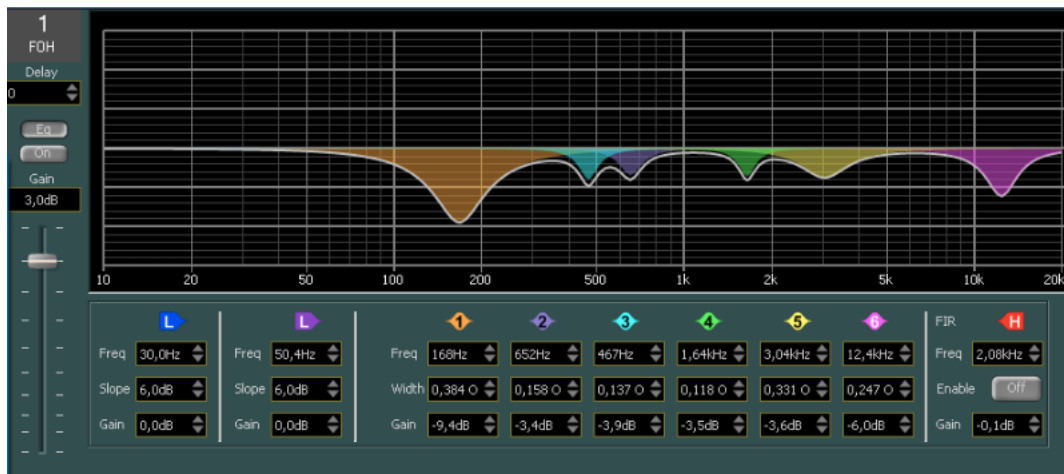 1
FOH
Delay
0
Eq
On
Gain
3,0dB
10 20 50 100 200 500 1k 2k 5k 10k 20k
L L 1 2 3 4 5 6 FIR H
Freq 30,0Hz Freq 50,4Hz Freq 168Hz 652Hz 467Hz 1,64kHz 3,04kHz 12,4kHz Freq 2,08kHz
Slope 6,0dB Slope 6,0dB Width 0,384 O 0,158 O 0,137 O 0,118 O 0,331 O 0,247 O Enable Off
Gain 0,0dB Gain 0,0dB Gain -9,4dB -3,4dB -3,9dB -3,5dB -3,6dB -6,0dB Gain -0,1dB